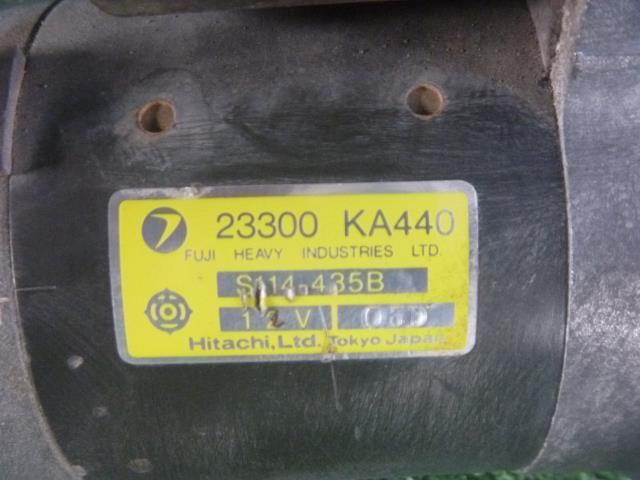 23300 KA440
FUJI HEAVY INDUSTRIES LTD.
S114-435B
12V
Hitachi, Ltd. Tokyo Japan